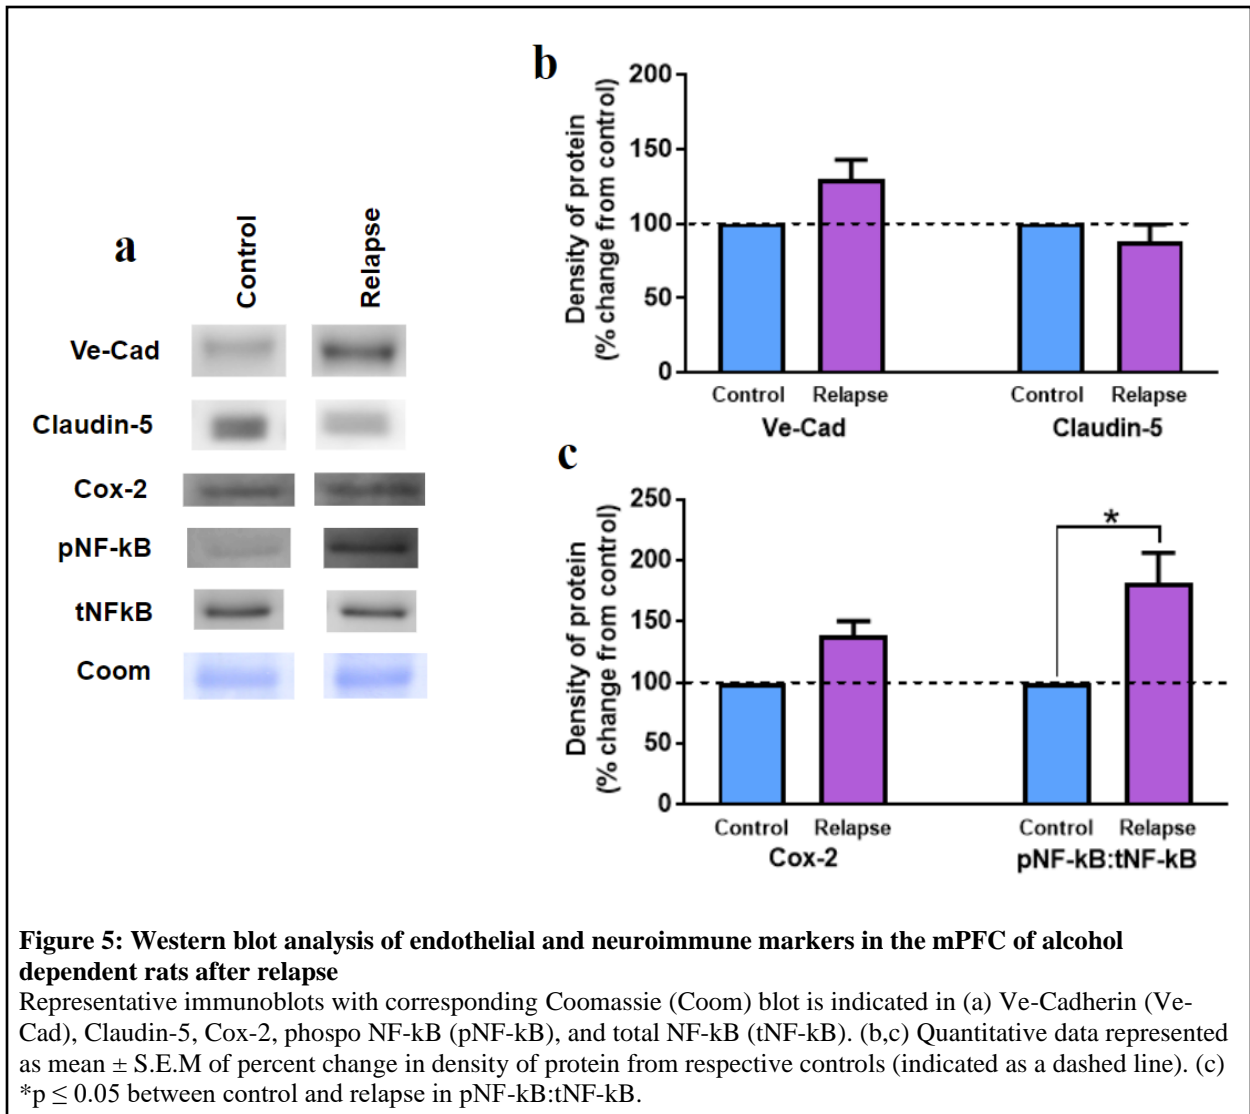 a
Control
Relapse
Ve-Cad
Claudin-5
Cox-2
pNF-kB
tNFkB
Coom
b
Density of protein
(% change from control)
200
150
100
50
0
Control Relapse Control Relapse
Ve-Cad Claudin-5
c
Density of protein
(% change from control)
250
200
150
100
50
0
*
Control Relapse Control Relapse
Cox-2 pNF-kB:tNF-kB
Figure 5: Western blot analysis of endothelial and neuroimmune markers in the mPFC of alcohol
dependent rats after relapse
Representative immunoblots with corresponding Coomassie (Coom) blot is indicated in (a) Ve-Cadherin (Ve-
Cad), Claudin-5, Cox-2, phospo NF-kB (pNF-kB), and total NF-kB (tNF-kB). (b,c) Quantitative data represented
as mean ± S.E.M of percent change in density of protein from respective controls (indicated as a dashed line). (c)
*p ≤ 0.05 between control and relapse in pNF-kB:tNF-kB.